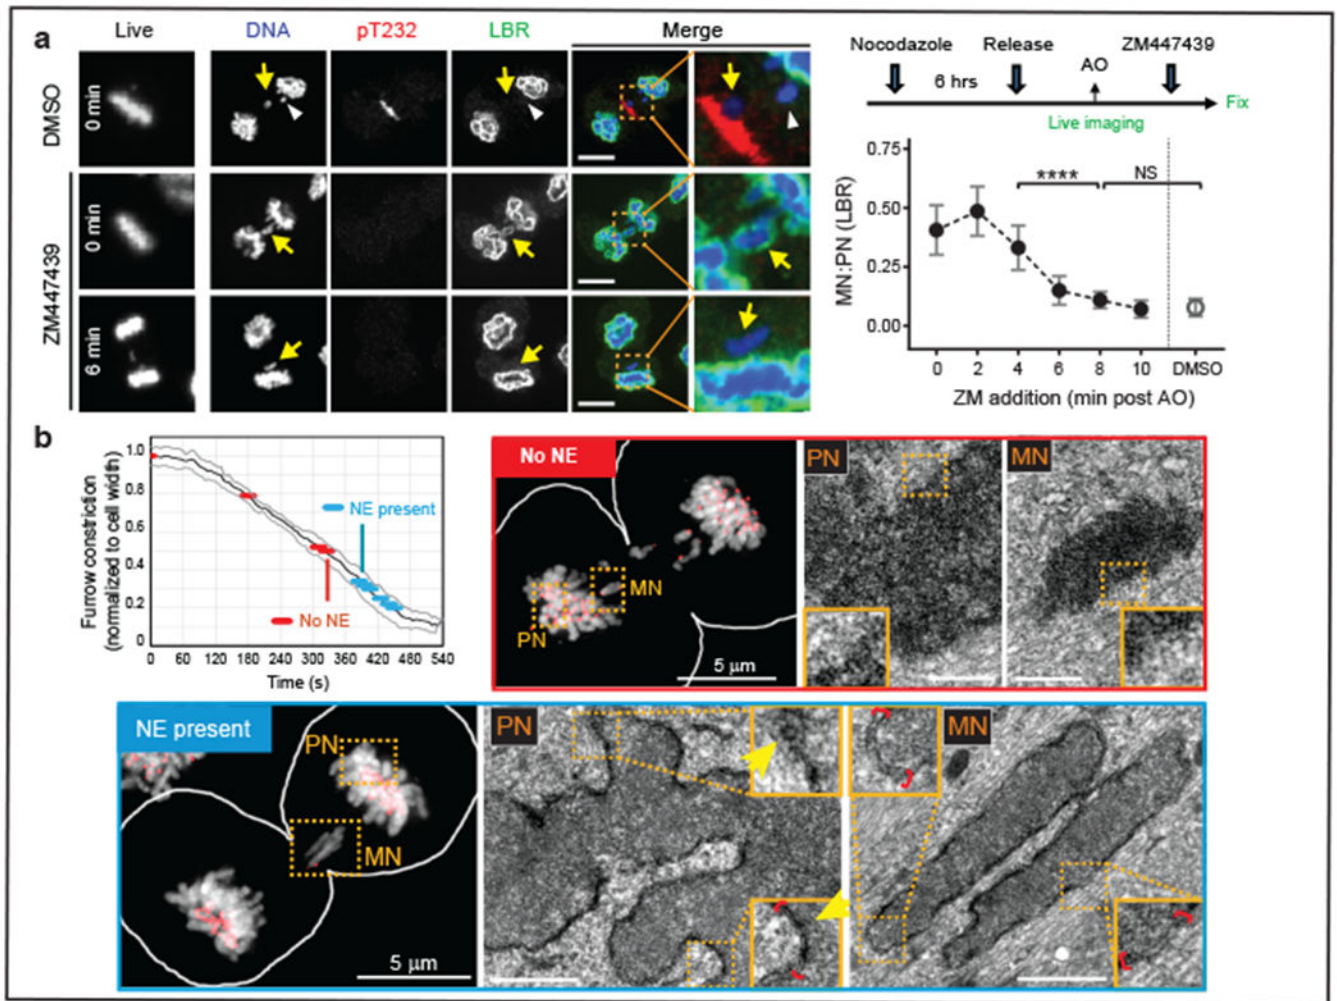 a
Live
DNA
pT232
LBR
Merge
DMSO
0 min
ZM447439
0 min
6 min
Nocodazole
Release
ZM447439
6 hrs
AO
Fix
Live imaging
MN:PN (LBR)
0.75
0.50
0.25
0.00
****
NS
0
2
4
6
8
10
DMSO
ZM addition (min post AO)
b
Furrow constriction
(normalized to cell width)
1.0
0.8
0.6
0.4
0.2
0
NE present
No NE
0 60 120 180 240 300 360 420 480 540
Time (s)
No NE
MN
PN
5 µm
PN
MN
NE present
PN
MN
5 µm
PN
MN